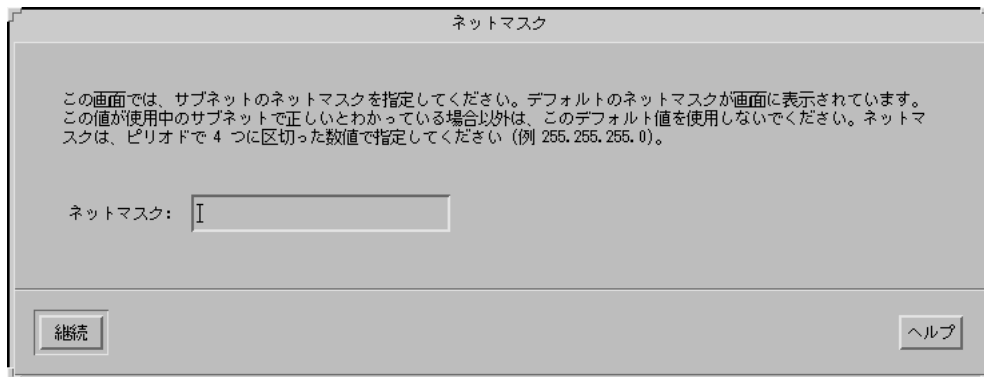 ネットマスク
この画面では、サブネットのネットマスクを指定してください。デフォルトのネットマスクが画面に表示されています。
この値が使用中のサブネットで正しいとわかっている場合以外は、このデフォルト値を使用しないでください。ネットマ
スクは、ピリオドで 4 つに区切った数値で指定してください (例 255.255.255.0)。
ネットマスク:
継続
ヘルプ